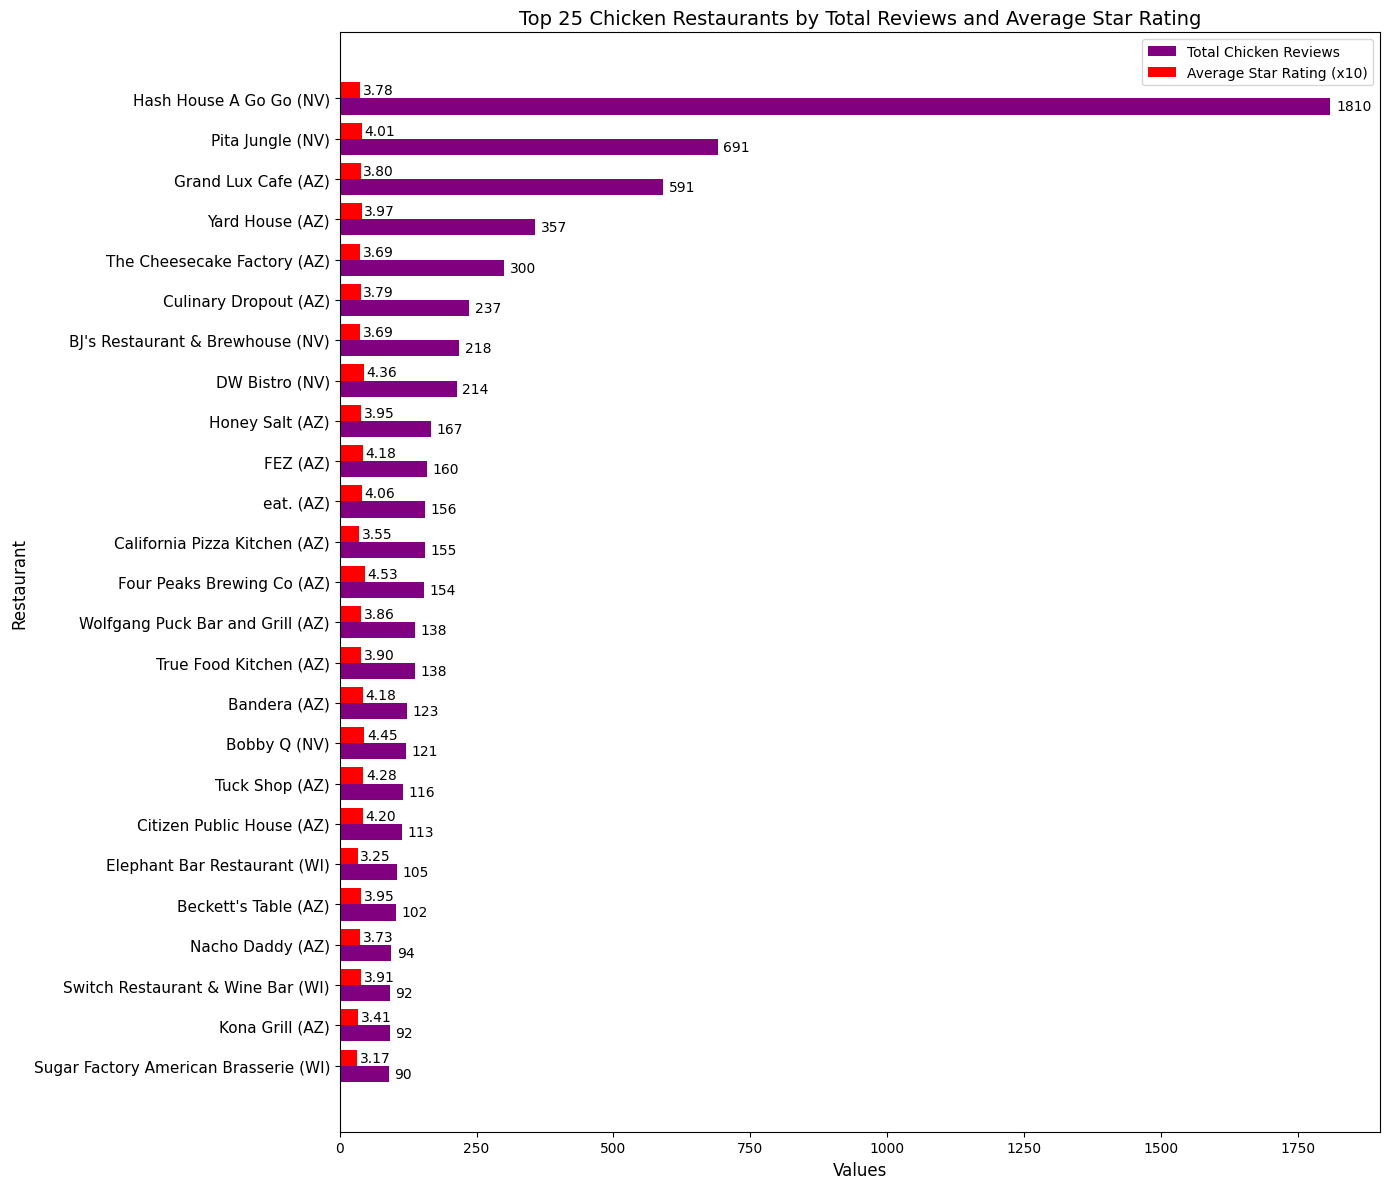 Top 25 Chicken Restaurants by Total Reviews and Average Star Rating
Total Chicken Reviews
Average Star Rating (x10)
Restaurant
Hash House A Go Go (NV) 3.78 1810
Pita Jungle (NV) 4.01 691
Grand Lux Cafe (AZ) 3.80 591
Yard House (AZ) 3.97 357
The Cheesecake Factory (AZ) 3.69 300
Culinary Dropout (AZ) 3.79 237
BJ's Restaurant & Brewhouse (NV) 3.69 218
DW Bistro (NV) 4.36 214
Honey Salt (AZ) 3.95 167
FEZ (AZ) 4.18 160
eat. (AZ) 4.06 156
California Pizza Kitchen (AZ) 3.55 155
Four Peaks Brewing Co (AZ) 4.53 154
Wolfgang Puck Bar and Grill (AZ) 3.86 138
True Food Kitchen (AZ) 3.90 138
Bandera (AZ) 4.18 123
Bobby Q (NV) 4.45 121
Tuck Shop (AZ) 4.28 116
Citizen Public House (AZ) 4.20 113
Elephant Bar Restaurant (WI) 3.25 105
Beckett's Table (AZ) 3.95 102
Nacho Daddy (AZ) 3.73 94
Switch Restaurant & Wine Bar (WI) 3.91 92
Kona Grill (AZ) 3.41 92
Sugar Factory American Brasserie (WI) 3.17 90
0 250 500 750 1000 1250 1500 1750
Values